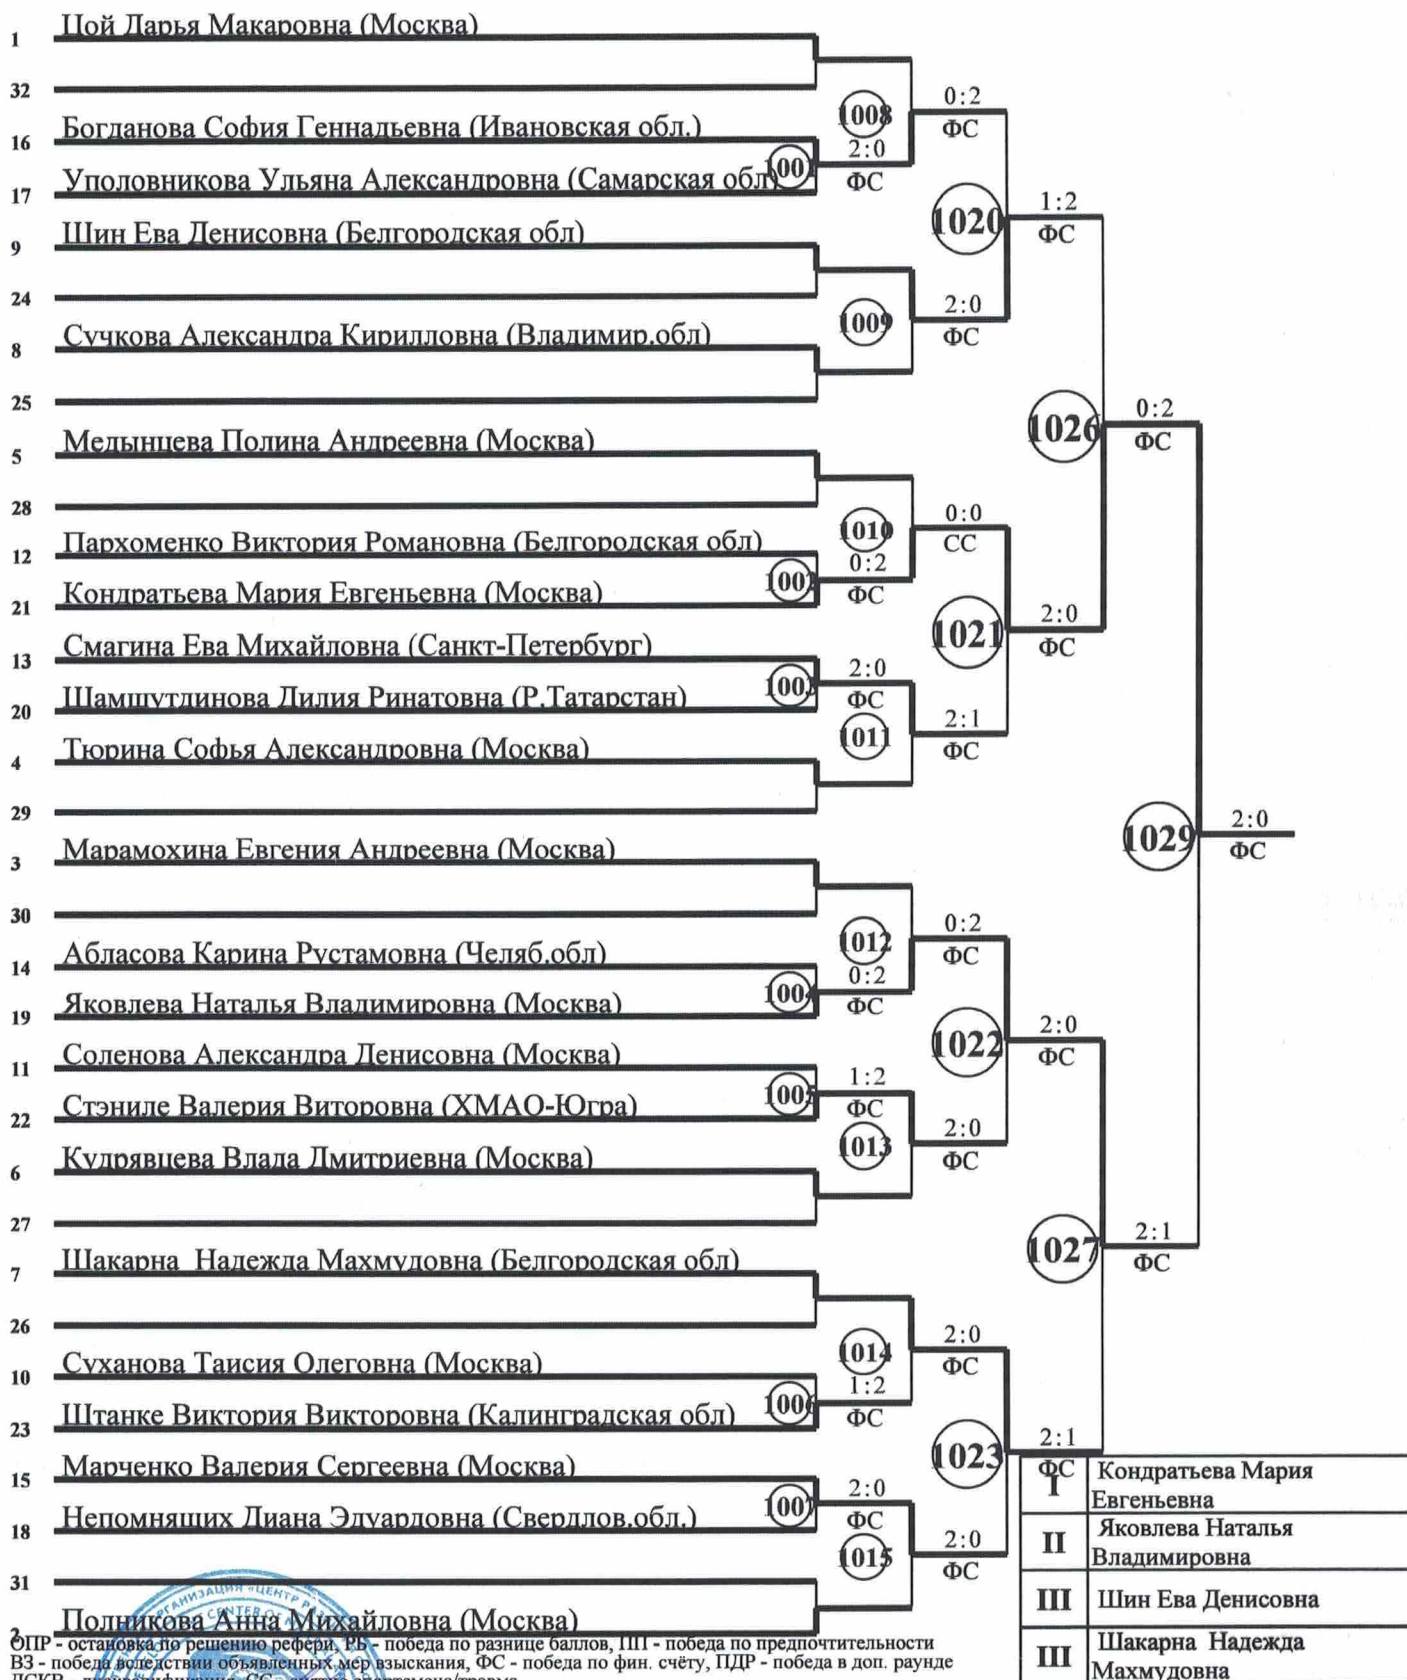 1 Цой Дарья Макаровна (Москва)
32
16 Богданова София Геннадьевна (Ивановская обл.)
17 Уполовникова Ульяна Александровна (Самарская обл)
9 Шин Ева Денисовна (Белгородская обл)
24
8 Сучкова Александра Кирилловна (Владимир.обл)
25
5 Медынцева Полина Андреевна (Москва)
28
12 Пархоменко Виктория Романовна (Белгородская обл)
21 Кондратьева Мария Евгеньевна (Москва)
13 Смагина Ева Михайловна (Санкт-Петербург)
20 Шамшутдинова Дилия Ринатовна (Р.Татарстан)
4 Тюрина Софья Александровна (Москва)
29
3 Марамохина Евгения Андреевна (Москва)
30
14 Абласова Карина Рустамовна (Челяб.обл)
19 Яковлева Наталья Владимировна (Москва)
11 Соленова Александра Денисовна (Москва)
22 Стэниле Валерия Виторовна (ХМАО-Югра)
6 Кудрявцева Влада Дмитриевна (Москва)
27
7 Шакарна Надежда Махмудовна (Белгородская обл)
26
10 Суханова Таисия Олеговна (Москва)
23 Штанке Виктория Викторовна (Калинградская обл)
15 Марченко Валерия Сергеевна (Москва)
18 Непомнящих Диана Эдуардовна (Свердлов.обл.)
31
2 Полникова Анна Михайловна (Москва)
1001 2:0 ФС
1002 0:2 ФС
1003 2:0 ФС
1004 0:2 ФС
1005 1:2 ФС
1006 1:2 ФС
1007 2:0 ФС
1008 0:2 ФС
1009 2:0 ФС
1010 0:0 СС
1011 2:1 ФС
1012 0:2 ФС
1013 2:0 ФС
1014 2:0 ФС
1015 2:0 ФС
1020 1:2 ФС
1021 2:0 ФС
1022 2:0 ФС
1023 2:1 ФС
1026 0:2 ФС
1027 2:1 ФС
1029 2:0 ФС
I Кондратьева Мария
Евгеньевна
II Яковлева Наталья
Владимировна
III Шин Ева Денисовна
III Шакарна Надежда
Махмудовна
ОПР - остановка по решению рефери, РБ - победа по разнице баллов, ПП - победа по предпочтительности
ВЗ - победа вследствии объявленных мер взыскания, ФС - победа по фин. счёту, ПДР - победа в доп. раунде